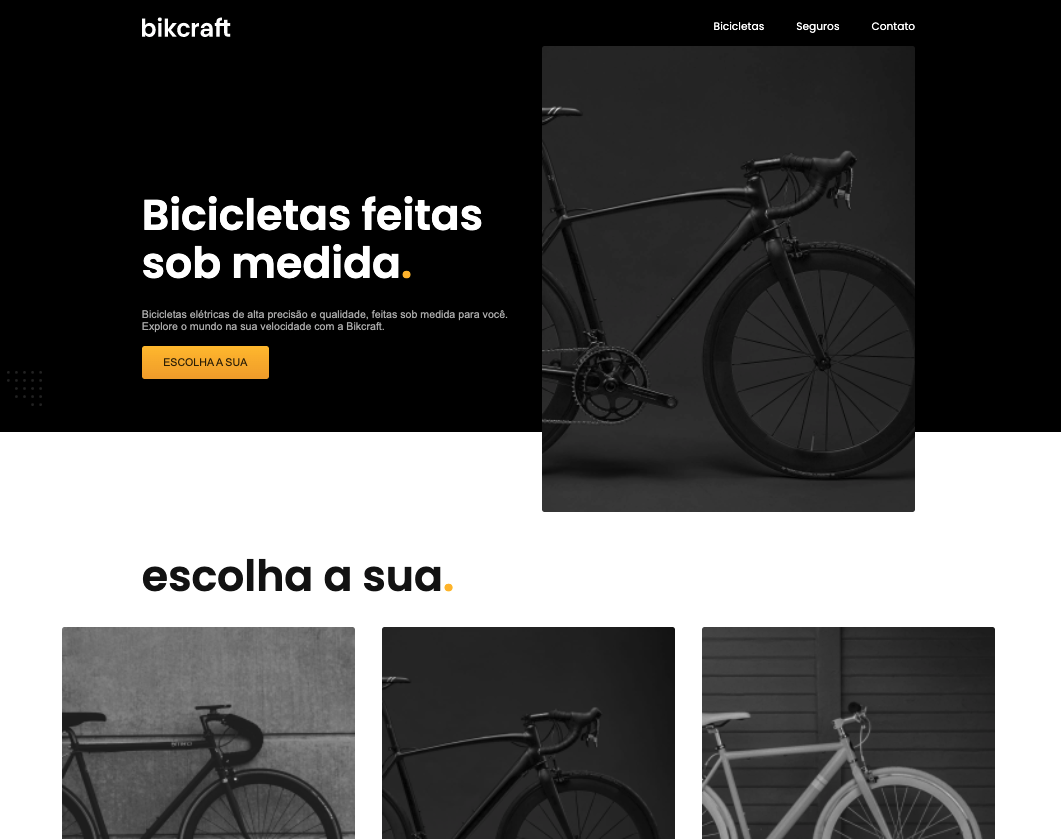 bikcraft
Bicicletas
Seguros
Contato
Bicicletas feitas
sob medida.
Bicicletas elétricas de alta precisão e qualidade, feitas sob medida para você.
Explore o mundo na sua velocidade com a Bikcraft.
ESCOLHA A SUA
escolha a sua.